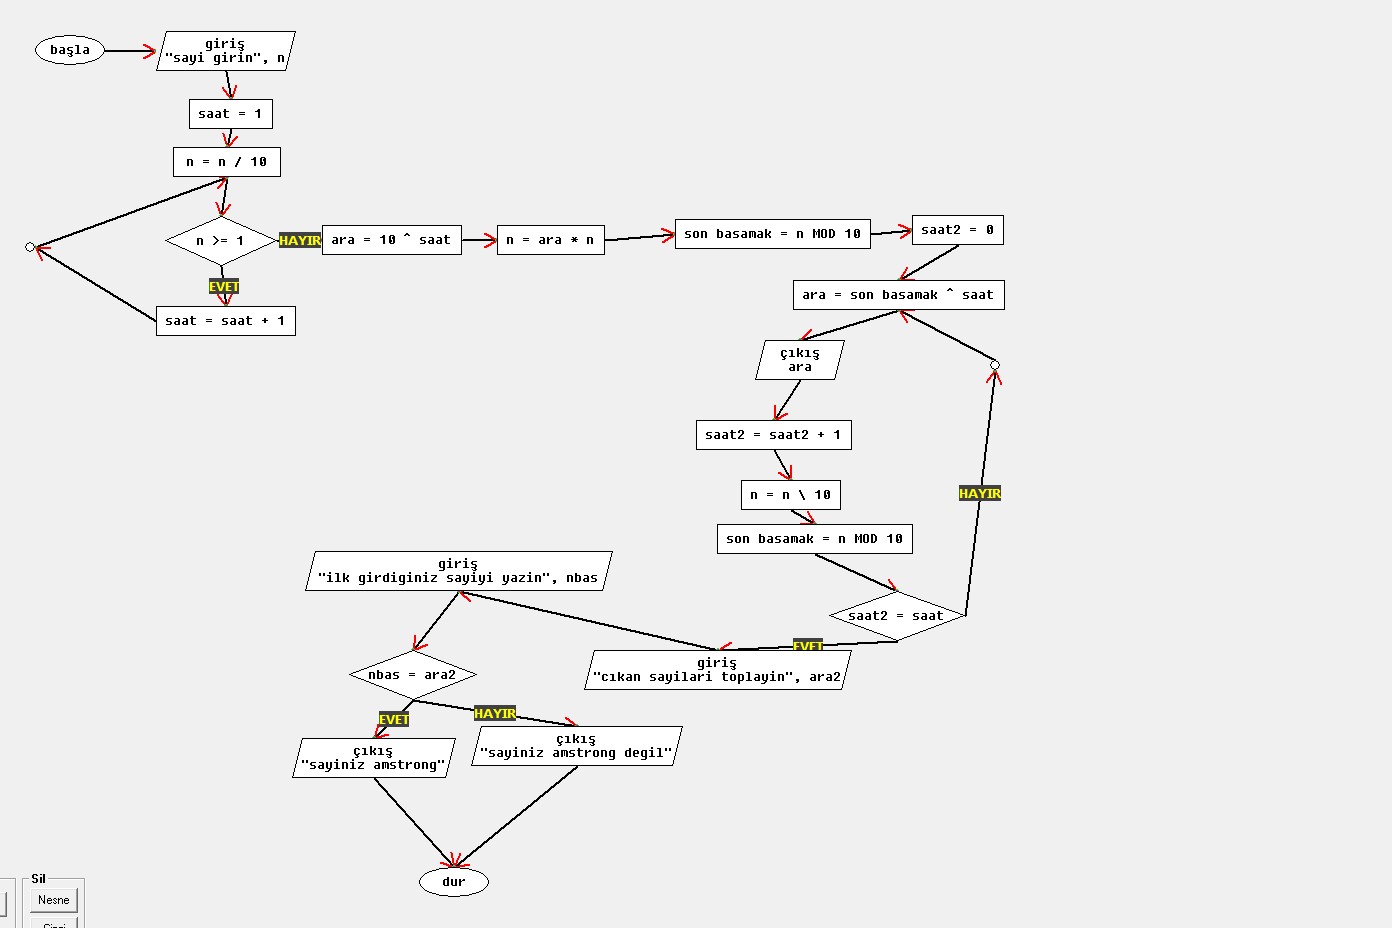 başla
giriş
"sayi girin", n
saat = 1
n = n / 10
n >= 1
HAYIR
ara = 10 ^ saat
n = ara * n
son basamak = n MOD 10
saat2 = 0
EVET
saat = saat + 1
ara = son basamak ^ saat
çıkış
ara
saat2 = saat2 + 1
n = n \ 10
HAYIR
son basamak = n MOD 10
saat2 = saat
EVET
giriş
"cıkan sayilari toplayin", ara2
giriş
"ilk girdiginiz sayiyi yazin", nbas
nbas = ara2
EVET
HAYIR
çıkış
"sayiniz amstrong"
çıkış
"sayiniz amstrong degil"
dur
Sil
Nesne